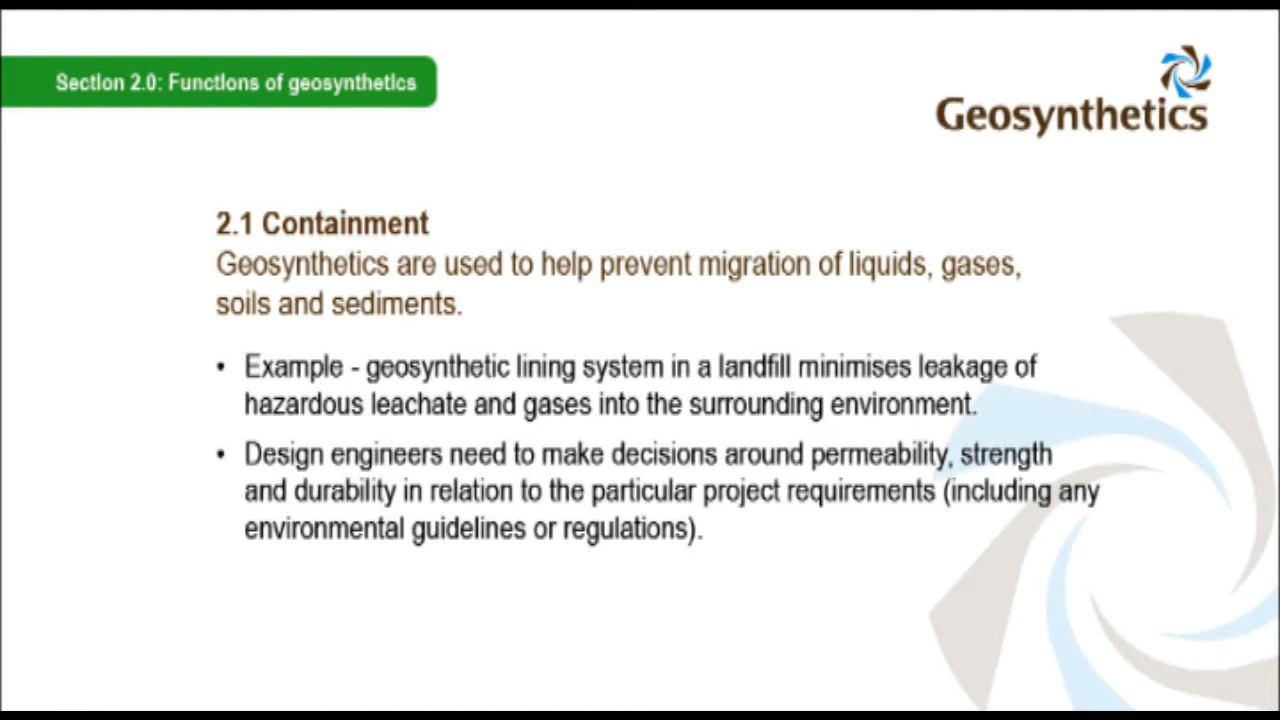 Section 2.0: Functions of geosynthetics
Geosynthetics
2.1 Containment
Geosynthetics are used to help prevent migration of liquids, gases,
soils and sediments.
• Example - geosynthetic lining system in a landfill minimises leakage of
hazardous leachate and gases into the surrounding environment.
• Design engineers need to make decisions around permeability, strength
and durability in relation to the particular project requirements (including any
environmental guidelines or regulations).